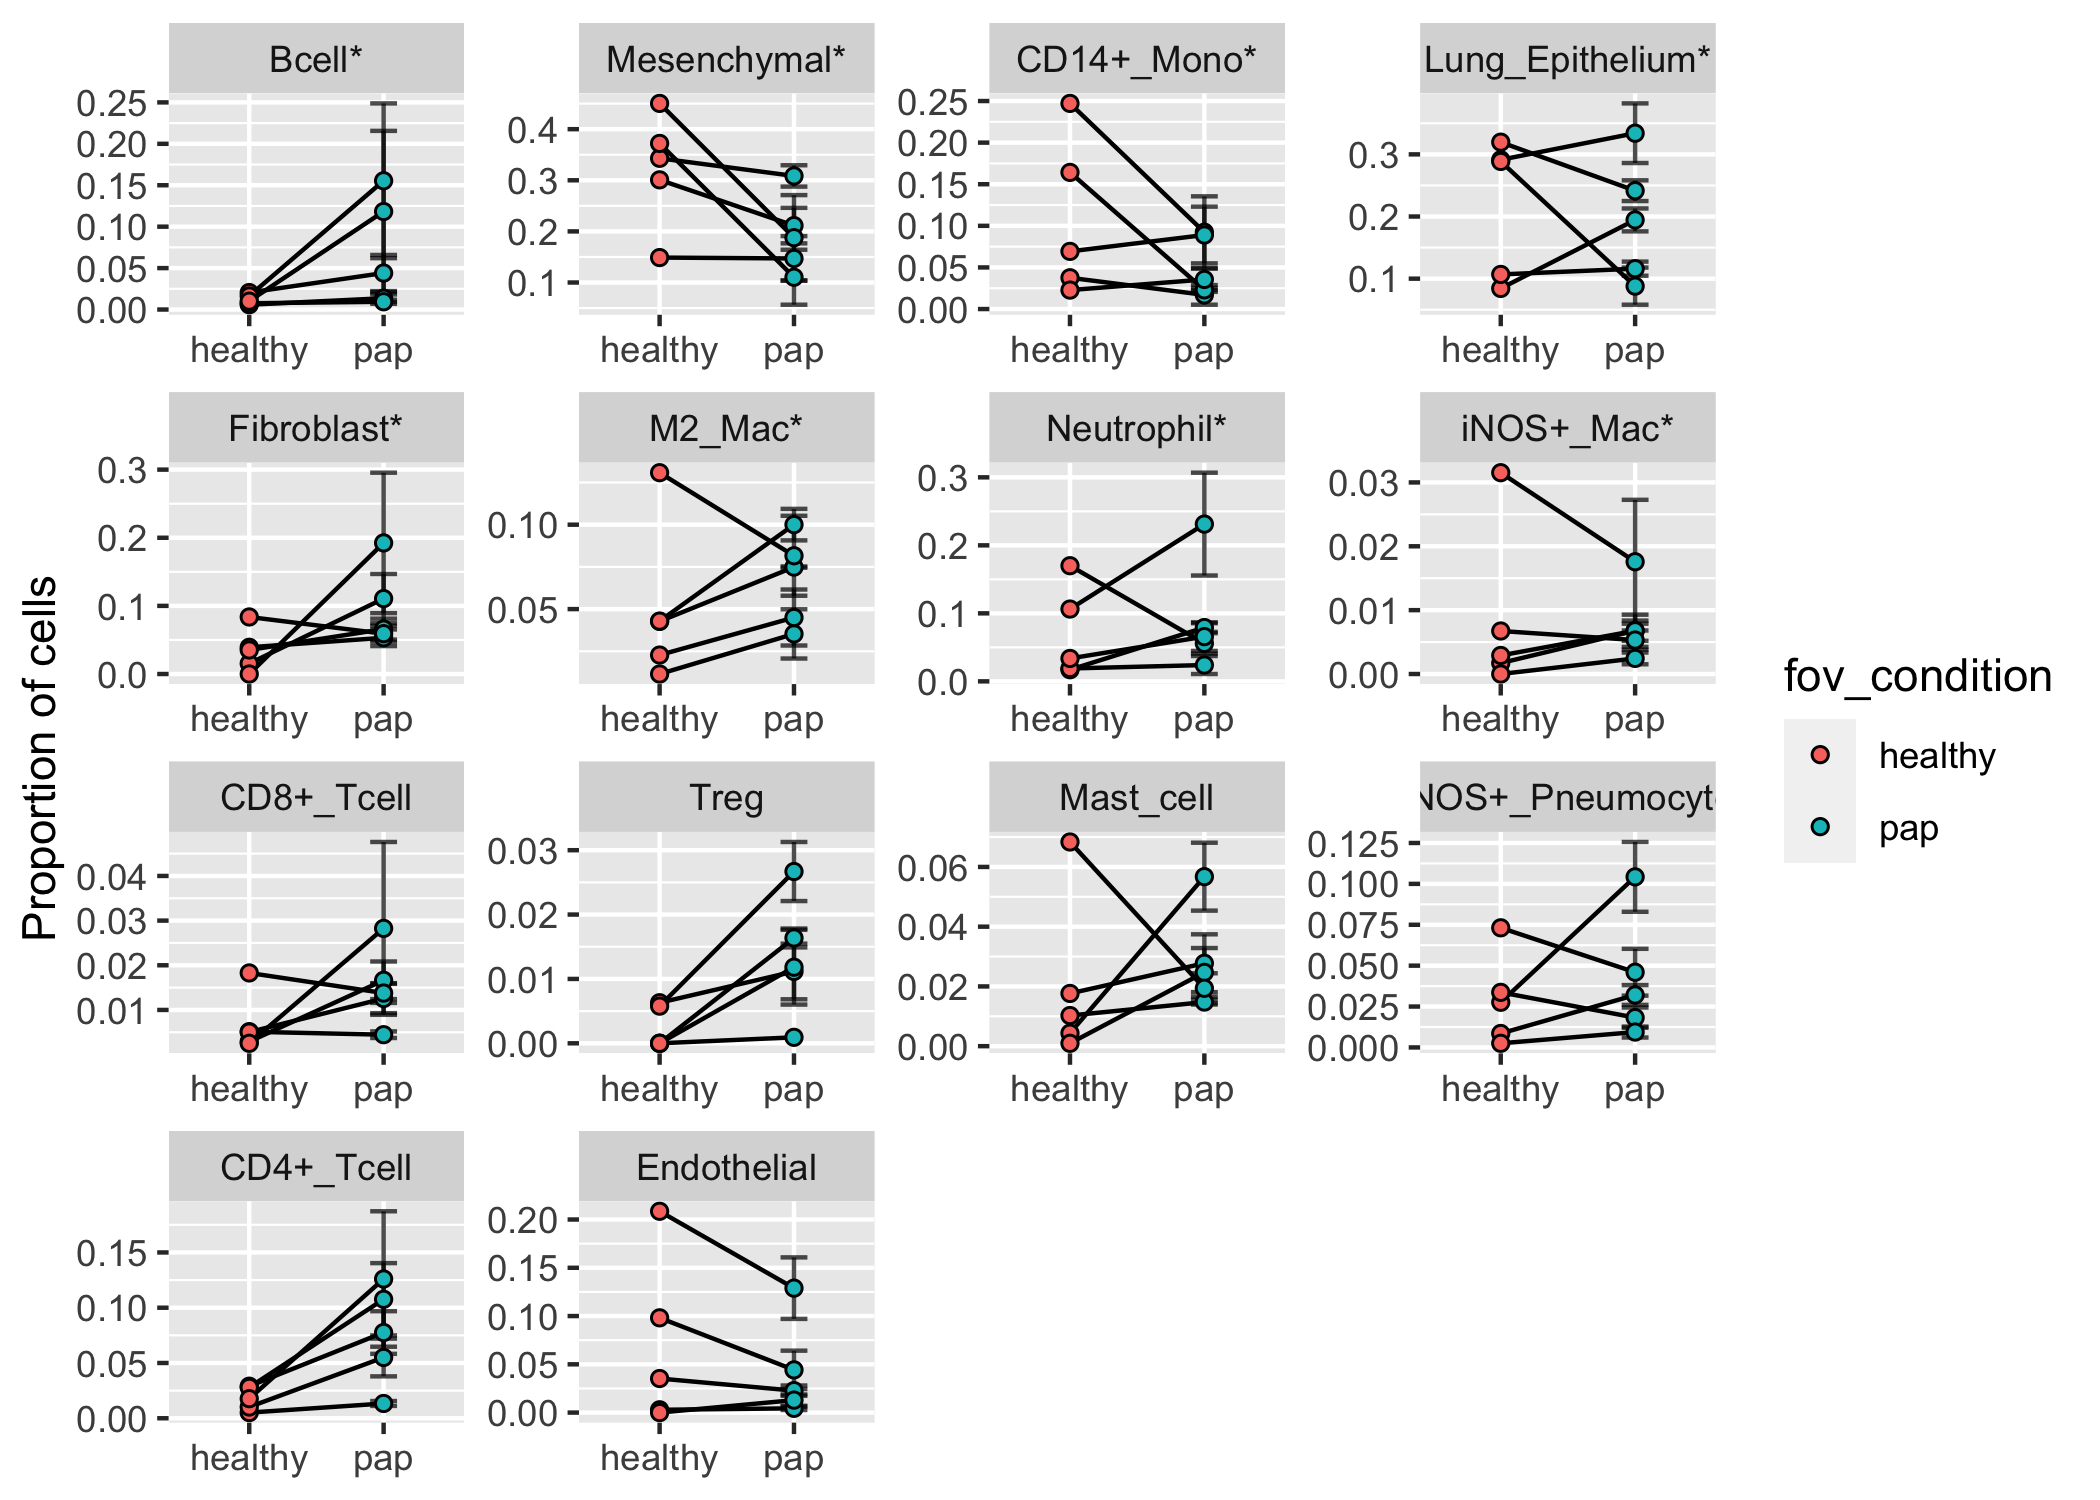 Bcell*
Mesenchymal*
CD14+_Mono*
Lung_Epithelium*
0.25
0.20
0.15
0.10
0.05
0.00
0.4
0.3
0.2
0.1
0.25
0.20
0.15
0.10
0.05
0.00
0.3
0.2
0.1
healthy pap
healthy pap
healthy pap
healthy pap
Fibroblast*
M2_Mac*
Neutrophil*
iNOS+_Mac*
0.3
0.2
0.1
0.0
0.10
0.05
0.3
0.2
0.1
0.0
0.03
0.02
0.01
0.00
healthy pap
healthy pap
healthy pap
healthy pap
CD8+_Tcell
Treg
Mast_cell
NOS+_Pneumocyt
0.04
0.03
0.02
0.01
0.03
0.02
0.01
0.00
0.06
0.04
0.02
0.00
0.125
0.100
0.075
0.050
0.025
0.000
healthy pap
healthy pap
healthy pap
healthy pap
CD4+_Tcell
Endothelial
0.15
0.10
0.05
0.00
0.20
0.15
0.10
0.05
0.00
healthy pap
healthy pap
Proportion of cells
fov_condition
healthy
pap